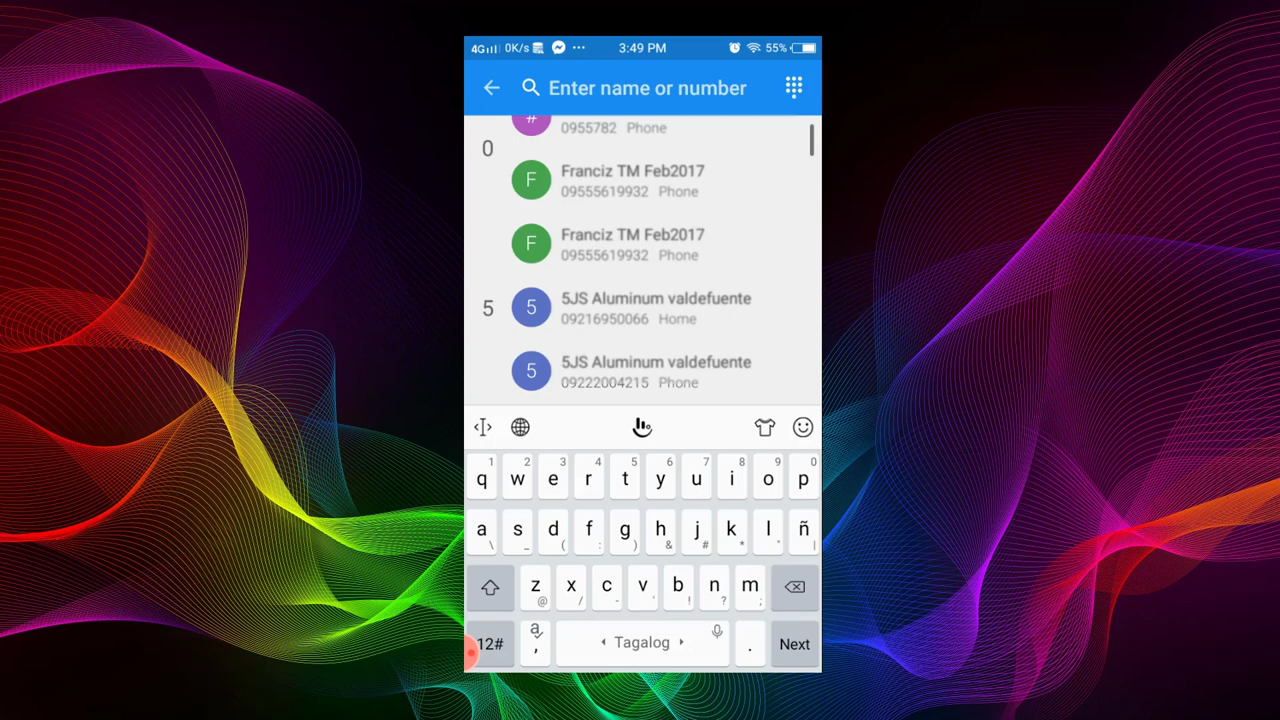 4G 0K/s 3:49 PM 55%
Enter name or number
#
0955782 Phone
0
F Franciz TM Feb2017
09555619932 Phone
F Franciz TM Feb2017
09555619932 Phone
5 5 5JS Aluminum valdefuente
09216950066 Home
5 5JS Aluminum valdefuente
09222004215 Phone
1 2 3 4 5 6 7 8 9 0
q w e r t y u i o p
a s d f g h j k l ñ
\ _ ( : ) & # * " |
z x c v b n m
@ / - ' ! ? ;
12# a , Tagalog . Next